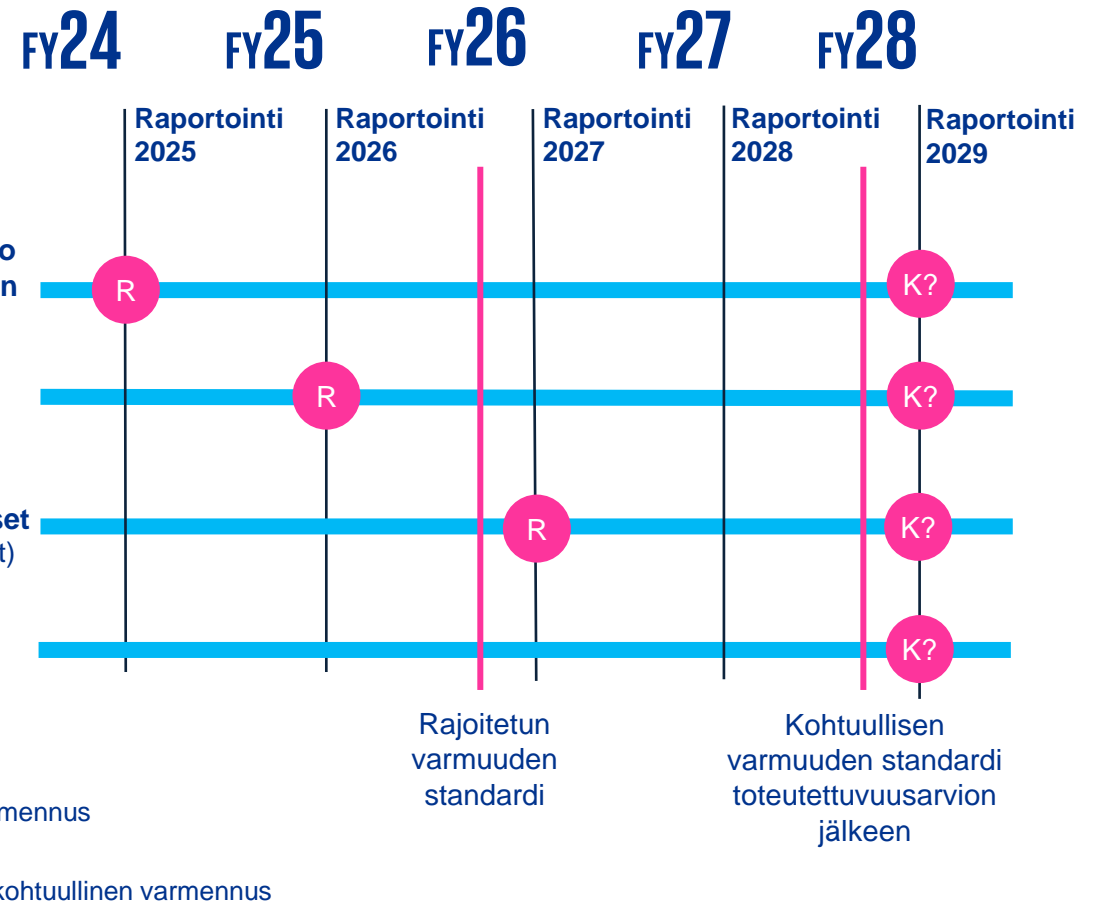 FY24
FY25
FY26
FY27
FY28
Raportointi
2025
Raportointi
2026
Raportointi
2027
Raportointi
2028
Raportointi
2029
o
n
R
K?
R
K?
set
t)
R
K?
K?
Rajoitetun
varmuuden
standardi
Kohtuullisen
varmuuden standardi
toteutettuvuusarvion
jälkeen
mennus
kohtuullinen varmennus